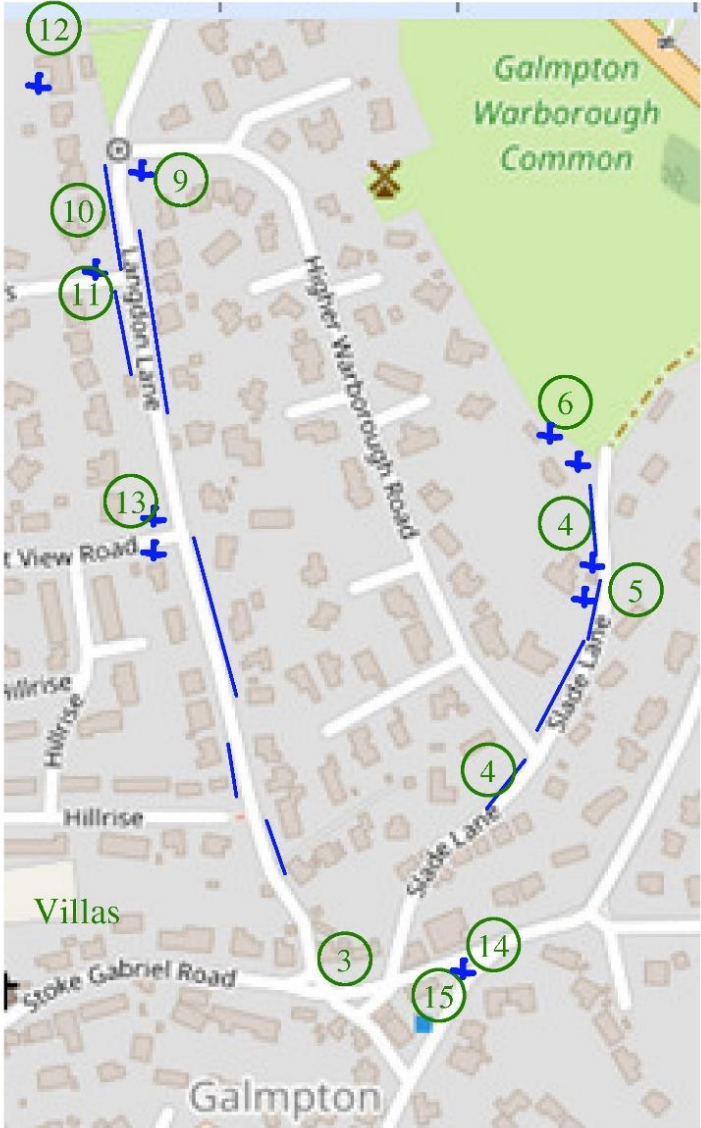 12
Galmpton
Warborough
Common
9
10
11
s
Langdon Lane
Higher Warborough Road
6
13
4
t View Road
5
Hillrise
Hillrise
Slade Lane
4
Hillrise
Slade Lane
Villas
14
3
Stoke Gabriel Road
15
Galmpton